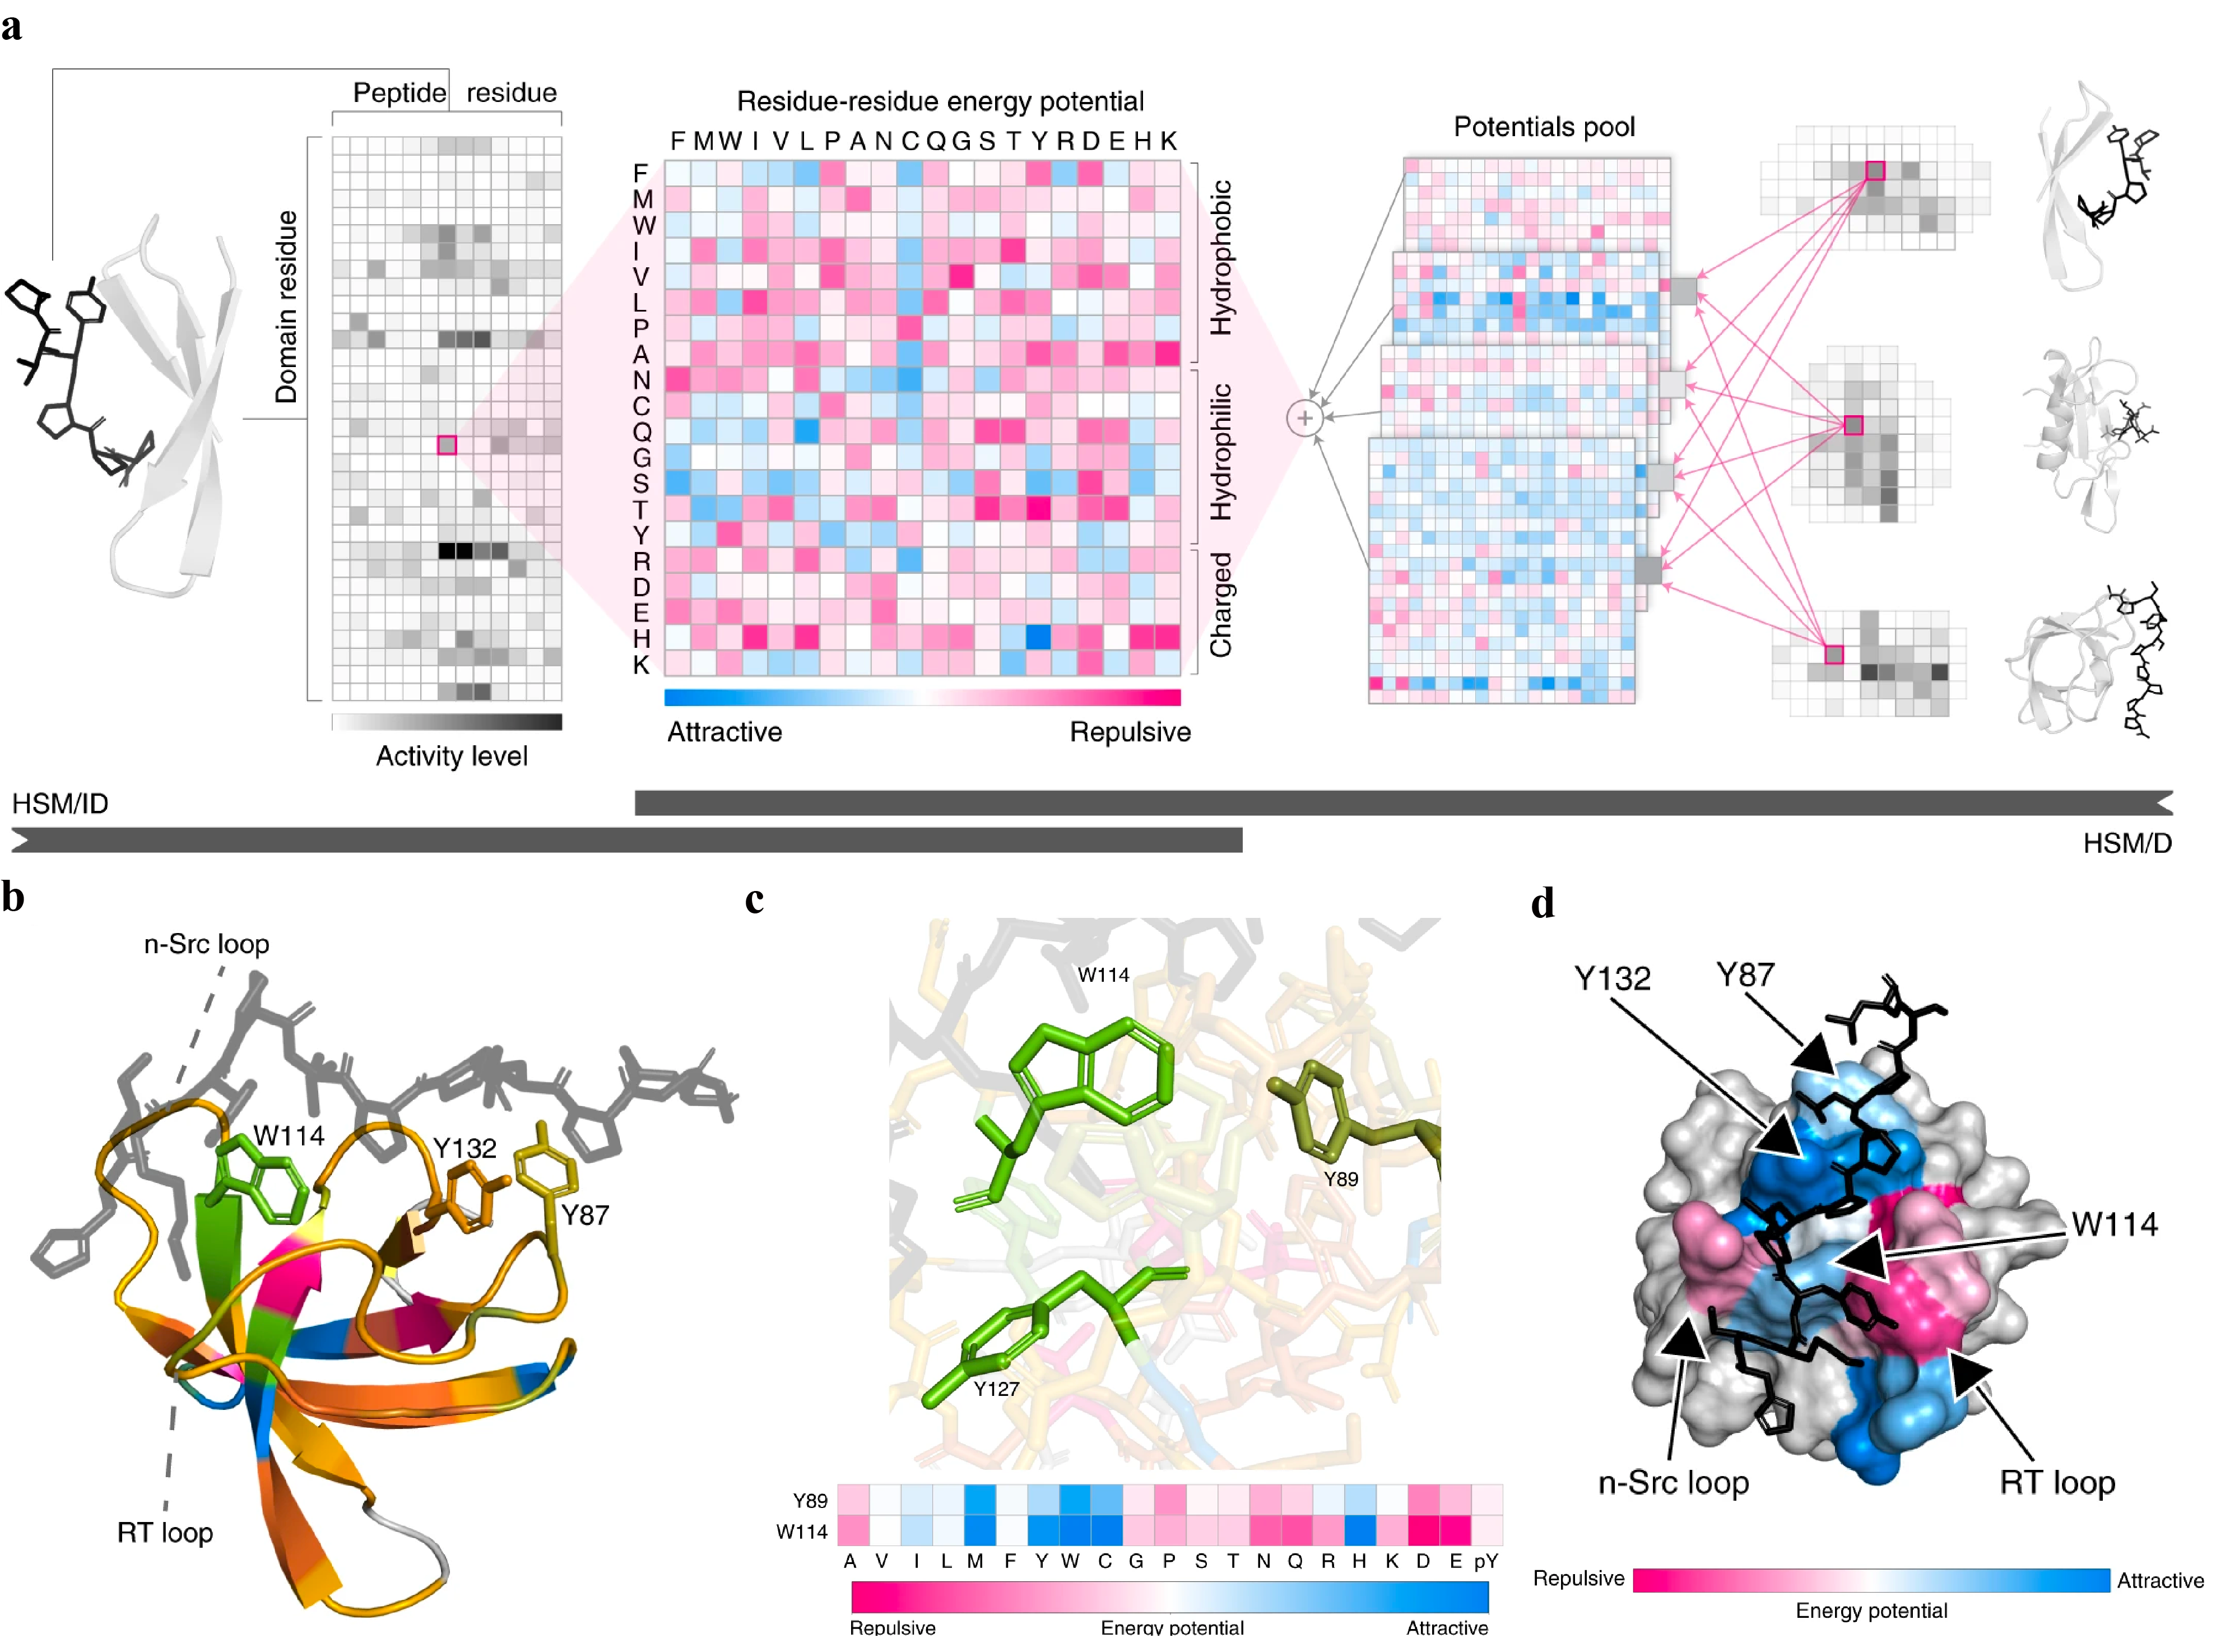 a
Peptide residue
Domain residue
Activity level
Residue-residue energy potential
F M W I V L P A N C Q G S T Y R D E H K
F
M
W
I
V
L
P
A
N
C
Q
G
S
T
Y
R
D
E
H
K
Hydrophobic
Hydrophilic
Charged
Attractive Repulsive
+
Potentials pool
HSM/ID
HSM/D
b
n-Src loop
W114
Y132
Y87
RT loop
c
W114
Y89
Y127
Y89
W114
A V I L M F Y W C G P S T N Q R H K D E pY
Repulsive Energy potential Attractive
d
Y132
Y87
W114
n-Src loop
RT loop
Repulsive Attractive
Energy potential